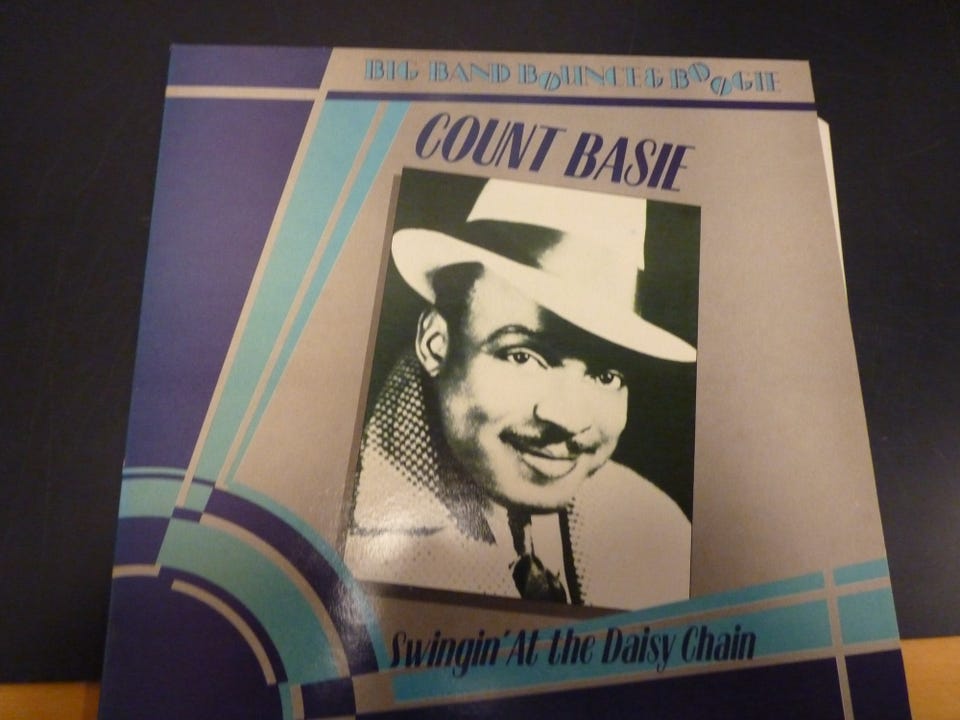 BIG BAND BOUNCE & BOOGIE
COUNT BASIE
Swingin' At the Daisy Chain